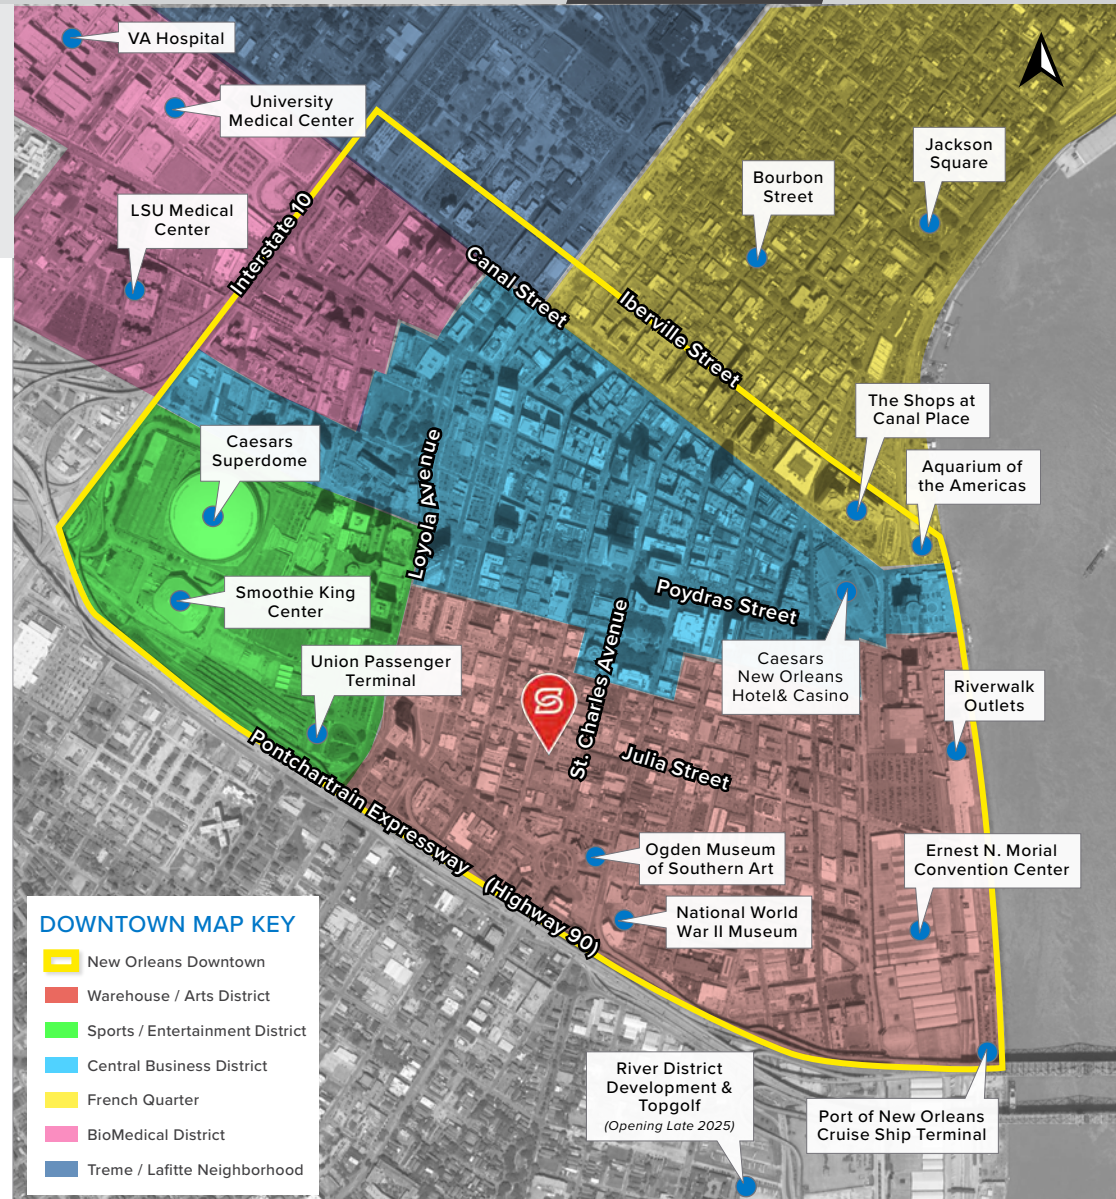 VA Hospital
University
Medical Center
Jackson
Square
Bourbon
Street
LSU Medical
Center
Interstate 10
Canal Street
Iberville Street
The Shops at
Canal Place
Caesars
Superdome
Aquarium of
the Americas
Loyola Avenue
Smoothie King
Center
Poydras Street
Union Passenger
Terminal
Caesars
New Orleans
Hotel& Casino
Riverwalk
Outlets
S
St. Charles Avenue
Julia Street
Pontchartrain Expressway (Highway 90)
Ogden Museum
of Southern Art
Ernest N. Morial
Convention Center
National World
War II Museum
DOWNTOWN MAP KEY
New Orleans Downtown
Warehouse / Arts District
Sports / Entertainment District
Central Business District
French Quarter
BioMedical District
Treme / Lafitte Neighborhood
River District
Development &
Topgolf
(Opening Late 2025)
Port of New Orleans
Cruise Ship Terminal